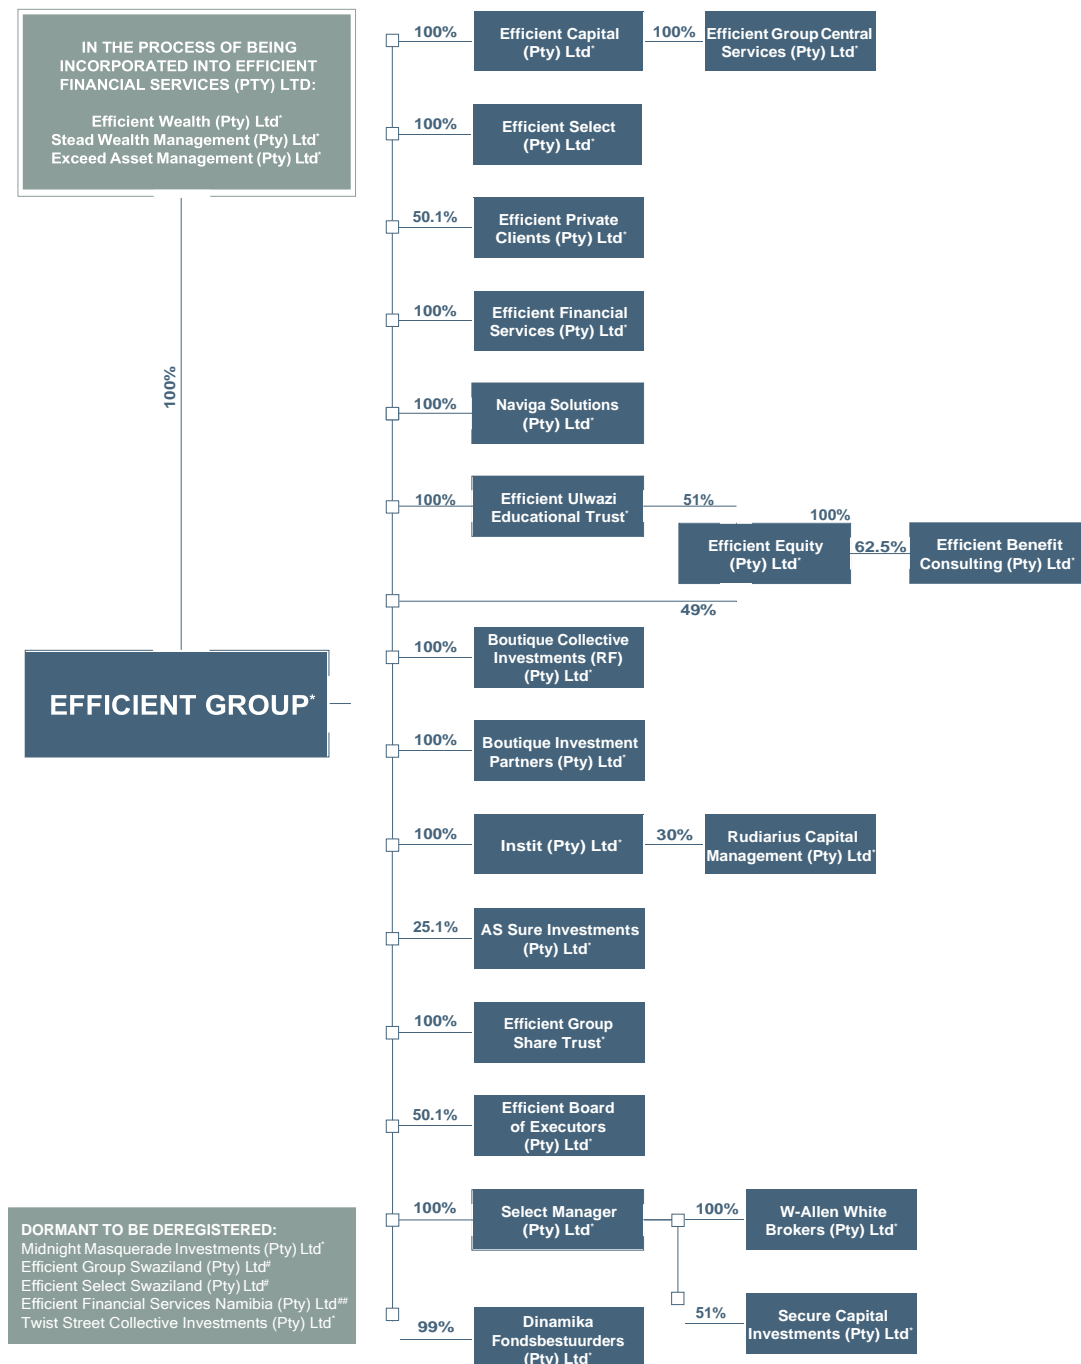 IN THE PROCESS OF BEING
INCORPORATED INTO EFFICIENT
FINANCIAL SERVICES (PTY) LTD:
Efficient Wealth (Pty) Ltd*
Stead Wealth Management (Pty) Ltd*
Exceed Asset Management (Pty) Ltd*
100%
EFFICIENT GROUP*
100%
Efficient Capital
(Pty) Ltd*
100%
Efficient Group Central
Services (Pty) Ltd*
100%
Efficient Select
(Pty) Ltd*
50.1%
Efficient Private
Clients (Pty) Ltd*
100%
Efficient Financial
Services (Pty) Ltd*
100%
Naviga Solutions
(Pty) Ltd*
100%
Efficient Ulwazi
Educational Trust*
51%
100%
Efficient Equity
(Pty) Ltd*
62.5%
Efficient Benefit
Consulting (Pty) Ltd*
49%
100%
Boutique Collective
Investments (RF)
(Pty) Ltd*
100%
Boutique Investment
Partners (Pty) Ltd*
100%
Instit (Pty) Ltd*
30%
Rudiarius Capital
Management (Pty) Ltd*
25.1%
AS Sure Investments
(Pty) Ltd*
100%
Efficient Group
Share Trust*
50.1%
Efficient Board
of Executors
(Pty) Ltd*
100%
Select Manager
(Pty) Ltd*
100%
W-Allen White
Brokers (Pty) Ltd*
51%
Secure Capital
Investments (Pty) Ltd*
99%
Dinamika
Fondsbestuurders
(Pty) Ltd*
DORMANT TO BE DEREGISTERED:
Midnight Masquerade Investments (Pty) Ltd*
Efficient Group Swaziland (Pty) Ltd#
Efficient Select Swaziland (Pty) Ltd#
Efficient Financial Services Namibia (Pty) Ltd##
Twist Street Collective Investments (Pty) Ltd*